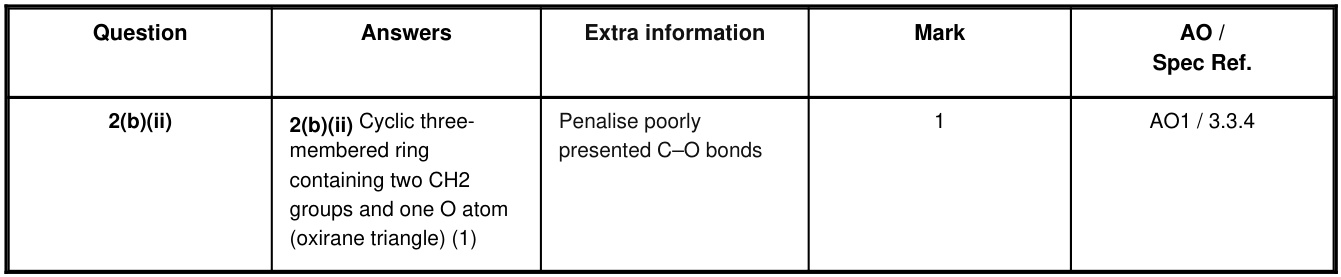 Question Answers Extra information Mark AO /
Spec Ref.
2(b)(ii) 2(b)(ii) Cyclic three- Penalise poorly 1 AO1 / 3.3.4
membered ring presented C–O bonds
containing two CH2
groups and one O atom
(oxirane triangle) (1)